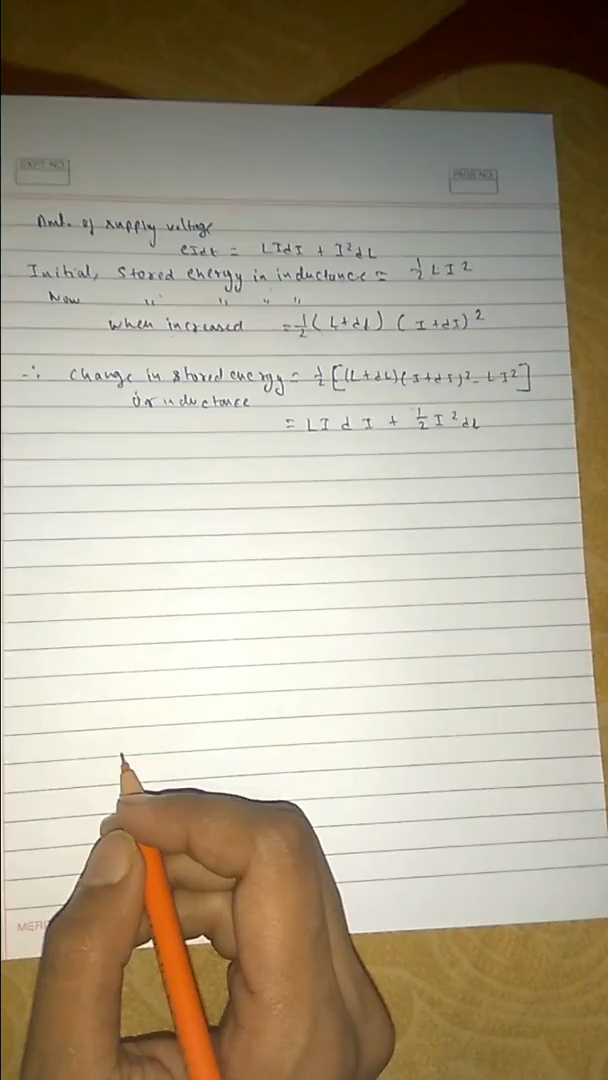 EXPT. NO.
PAGE NO.
Amt. of supply voltage
eIdt = LIdI + I²dL
Initial, stored energy in inductance = ½ LI²
Now " " " "
when increased = ½ (L+dL) (I+dI)²
∴ change in stored energy = ½ [(L+dL)(I+dI)² - LI²]
inductance
= LI dI + ½ I² dL